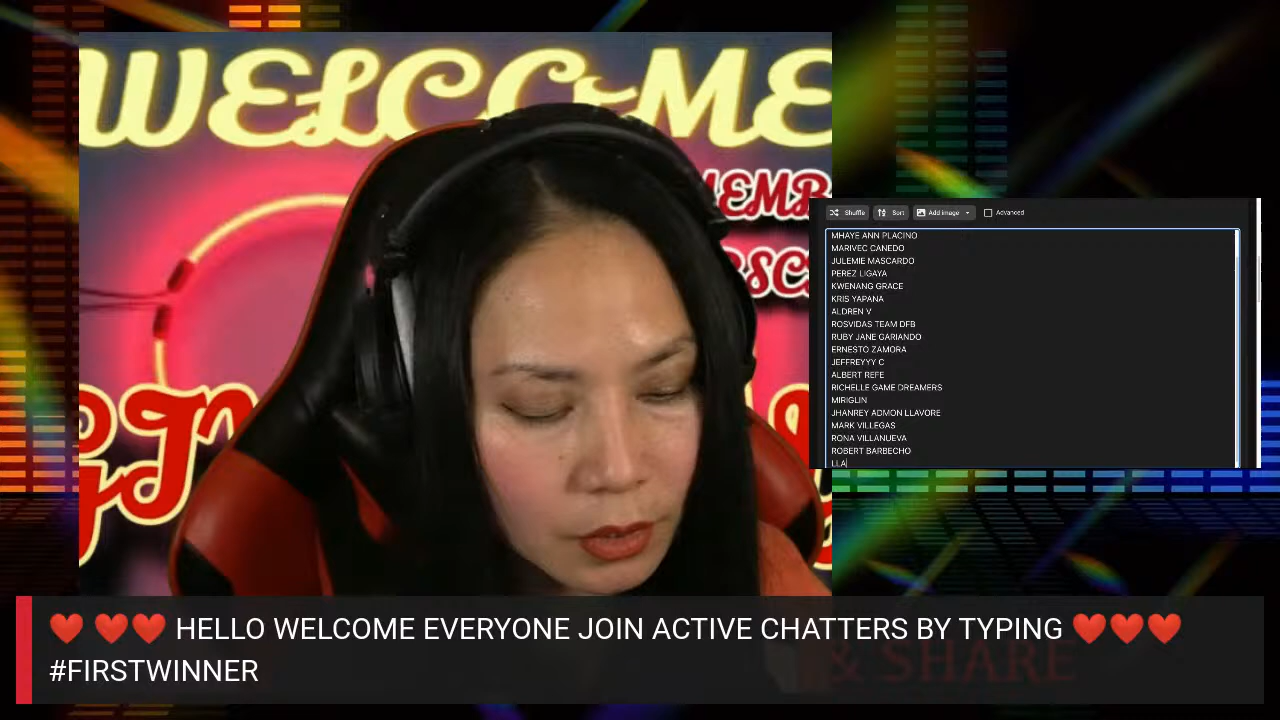 WELCOME
Shuffle Sort Add image Advanced
MHAYE ANN PLACINO
MARIVEC CANEDO
JULEMIE MASCARDO
PEREZ LIGAYA
KWENANG GRACE
KRIS YAPANA
ALDREN V
ROSVIDAS TEAM DFB
RUBY JANE GARIANDO
ERNESTO ZAMORA
JEFFREYYY C
ALBERT REFE
RICHELLE GAME DREAMERS
MIRIGLIN
JHANREY ADMON LLAVORE
MARK VILLEGAS
RONA VILLANUEVA
ROBERT BARBECHO
LLA
❤️ ❤️❤️ HELLO WELCOME EVERYONE JOIN ACTIVE CHATTERS BY TYPING ❤️❤️❤️
#FIRSTWINNER
& SHARE